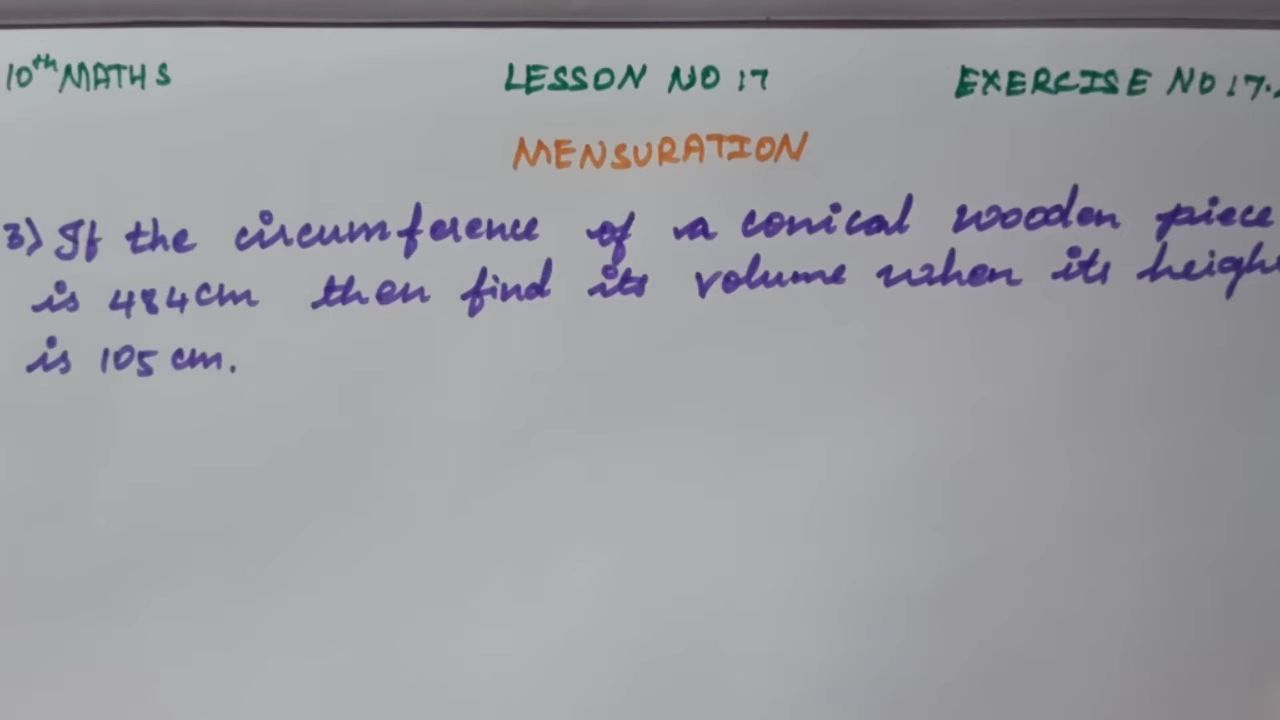 10th MATHS LESSON NO 17 EXERCISE NO 17.
MENSURATION
3) If the circumference of a conical wooden piece
is 484cm then find its volume when its heigh
is 105 cm.